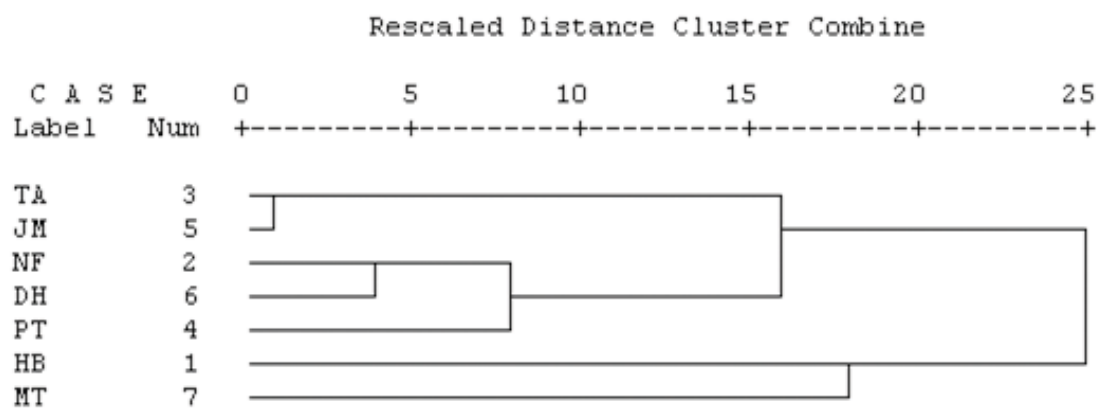 Rescaled Distance Cluster Combine
C A S E 0 5 10 15 20 25
Label Num +---------+---------+---------+---------+---------+
TA 3
JM 5
NF 2
DH 6
PT 4
HB 1
MT 7